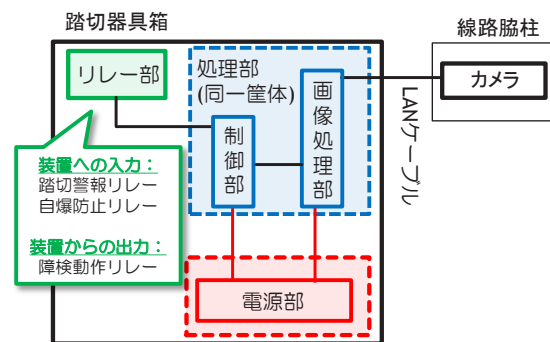 踏切器具箱
線路脇柱
リレー部
処理部
(同一筐体)
画像処理部
制御部
カメラ
LANケーブル
装置への入力:
踏切警報リレー
自爆防止リレー
装置からの出力:
障検動作リレー
電源部